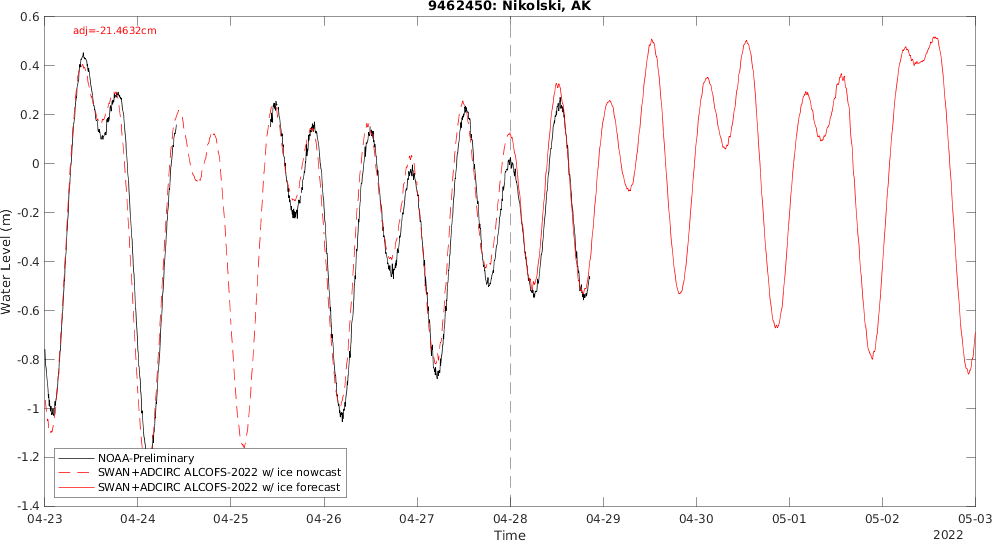 9462450: Nikolski, AK
adj=-21.4632cm
0.6
0.4
0.2
0
-0.2
-0.4
-0.6
-0.8
-1
-1.2
-1.4
Water Level (m)
NOAA-Preliminary
SWAN+ADCIRC ALCOFS-2022 w/ ice nowcast
SWAN+ADCIRC ALCOFS-2022 w/ ice forecast
04-23 04-24 04-25 04-26 04-27 04-28 04-29 04-30 05-01 05-02 05-03
Time
2022